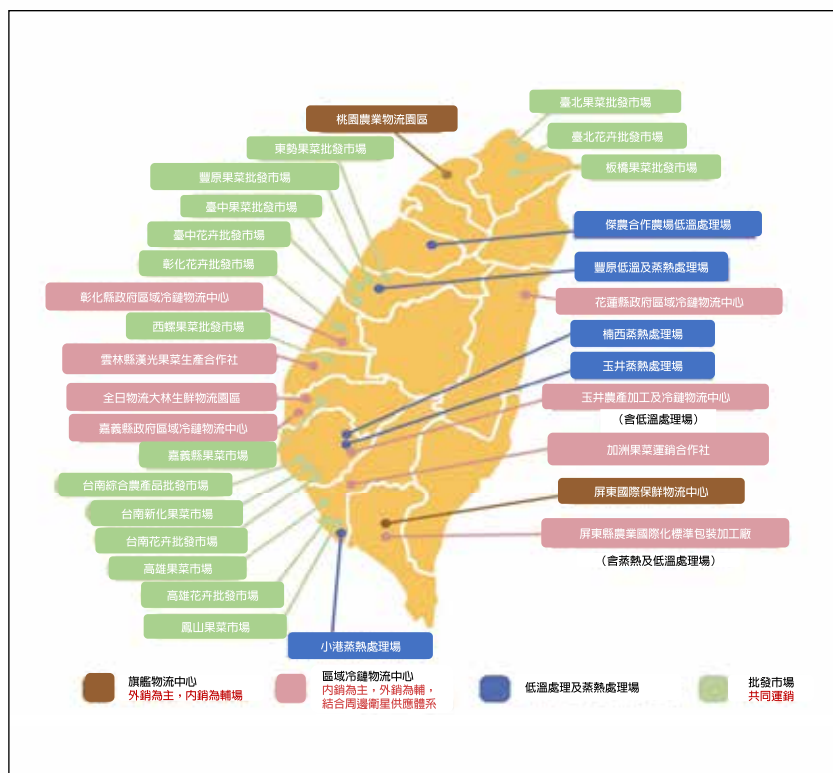 臺北果菜批發市場
桃園農業物流園區
臺北花卉批發市場
東勢果菜批發市場
板橋果菜批發市場
豐原果菜批發市場
臺中果菜批發市場
傑農合作農場低溫處理場
臺中花卉批發市場
彰化花卉批發市場
豐原低溫及蒸熱處理場
彰化縣政府區域冷鏈物流中心
花蓮縣政府區域冷鏈物流中心
西螺果菜批發市場
楠西蒸熱處理場
雲林縣漢光果菜生產合作社
玉井蒸熱處理場
全日物流大林生鮮物流園區
玉井農產加工及冷鏈物流中心
(含低溫處理場)
嘉義縣政府區域冷鏈物流中心
嘉義縣果菜市場
加洲果菜運銷合作社
台南綜合農產品批發市場
屏東國際保鮮物流中心
台南新化果菜市場
台南花卉批發市場
屏東縣農業國際化標準包裝加工廠
(含蒸熱及低溫處理場)
高雄果菜市場
高雄花卉批發市場
鳳山果菜市場
小港蒸熱處理場
旗艦物流中心
外銷為主，內銷為輔場
區域冷鏈物流中心
內銷為主，外銷為輔，
結合周邊衛星供應體系
低溫處理及蒸熱處理場
批發市場
共同運銷